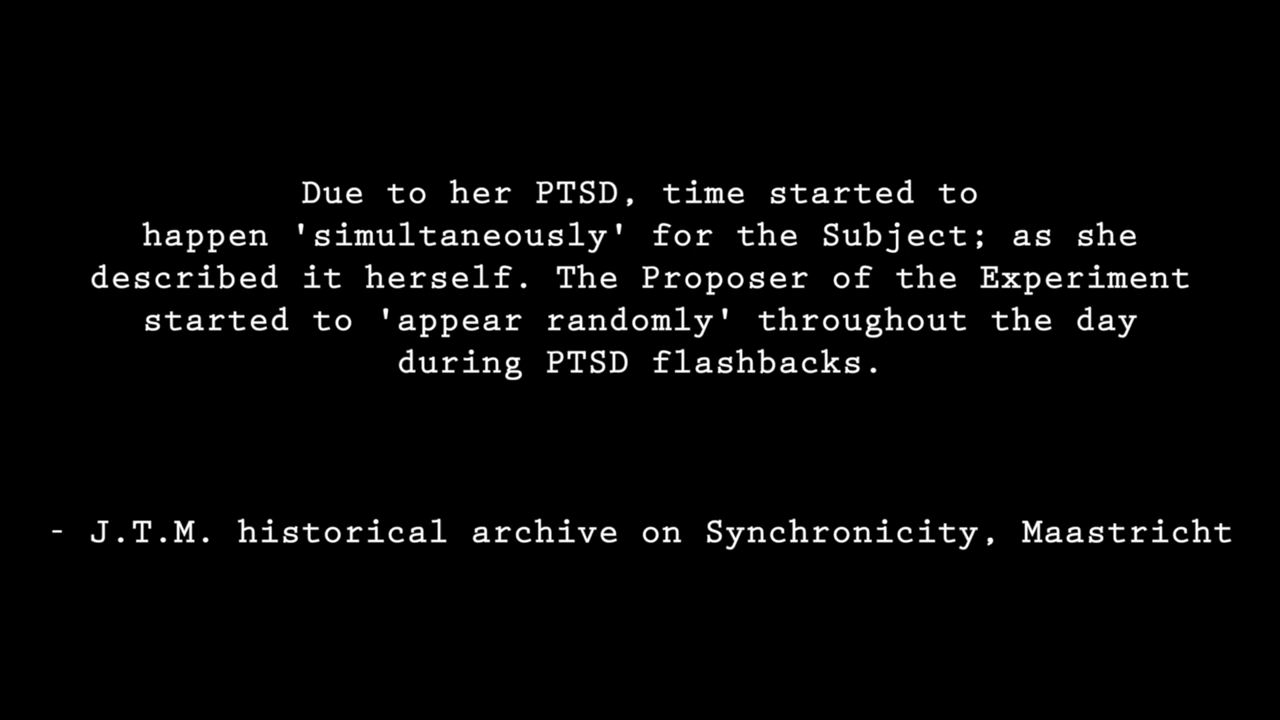 Due to her PTSD, time started to
happen 'simultaneously' for the Subject; as she
described it herself. The Proposer of the Experiment
started to 'appear randomly' throughout the day
during PTSD flashbacks.
- J.T.M. historical archive on Synchronicity, Maastricht